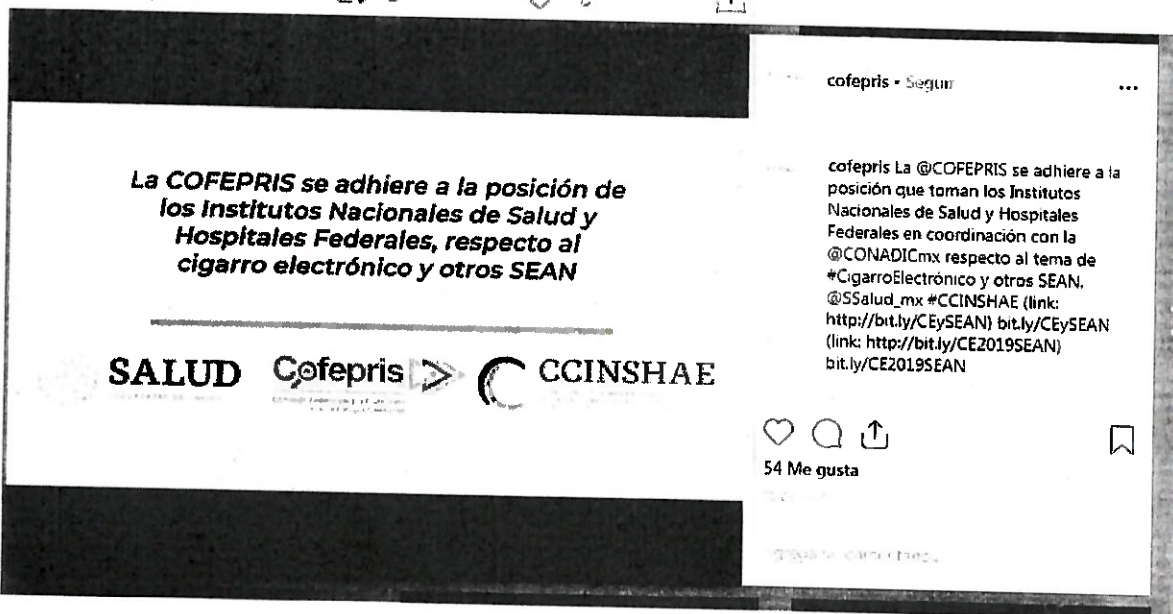 La COFEPRIS se adhiere a la posición de
los Institutos Nacionales de Salud y
Hospitales Federales, respecto al
cigarro electrónico y otros SEAN
SALUD Cofepris CCINSHAE
cofepris • Seguir
cofepris La @COFEPRIS se adhiere a la
posición que toman los Institutos
Nacionales de Salud y Hospitales
Federales en coordinación con la
@CONADICmx respecto al tema de
#CigarroElectrónico y otros SEAN.
@SSalud_mx #CCINSHAE (link:
http://bit.ly/CEySEAN) bit.ly/CEySEAN
(link: http://bit.ly/CE2019SEAN)
bit.ly/CE2019SEAN
54 Me gusta